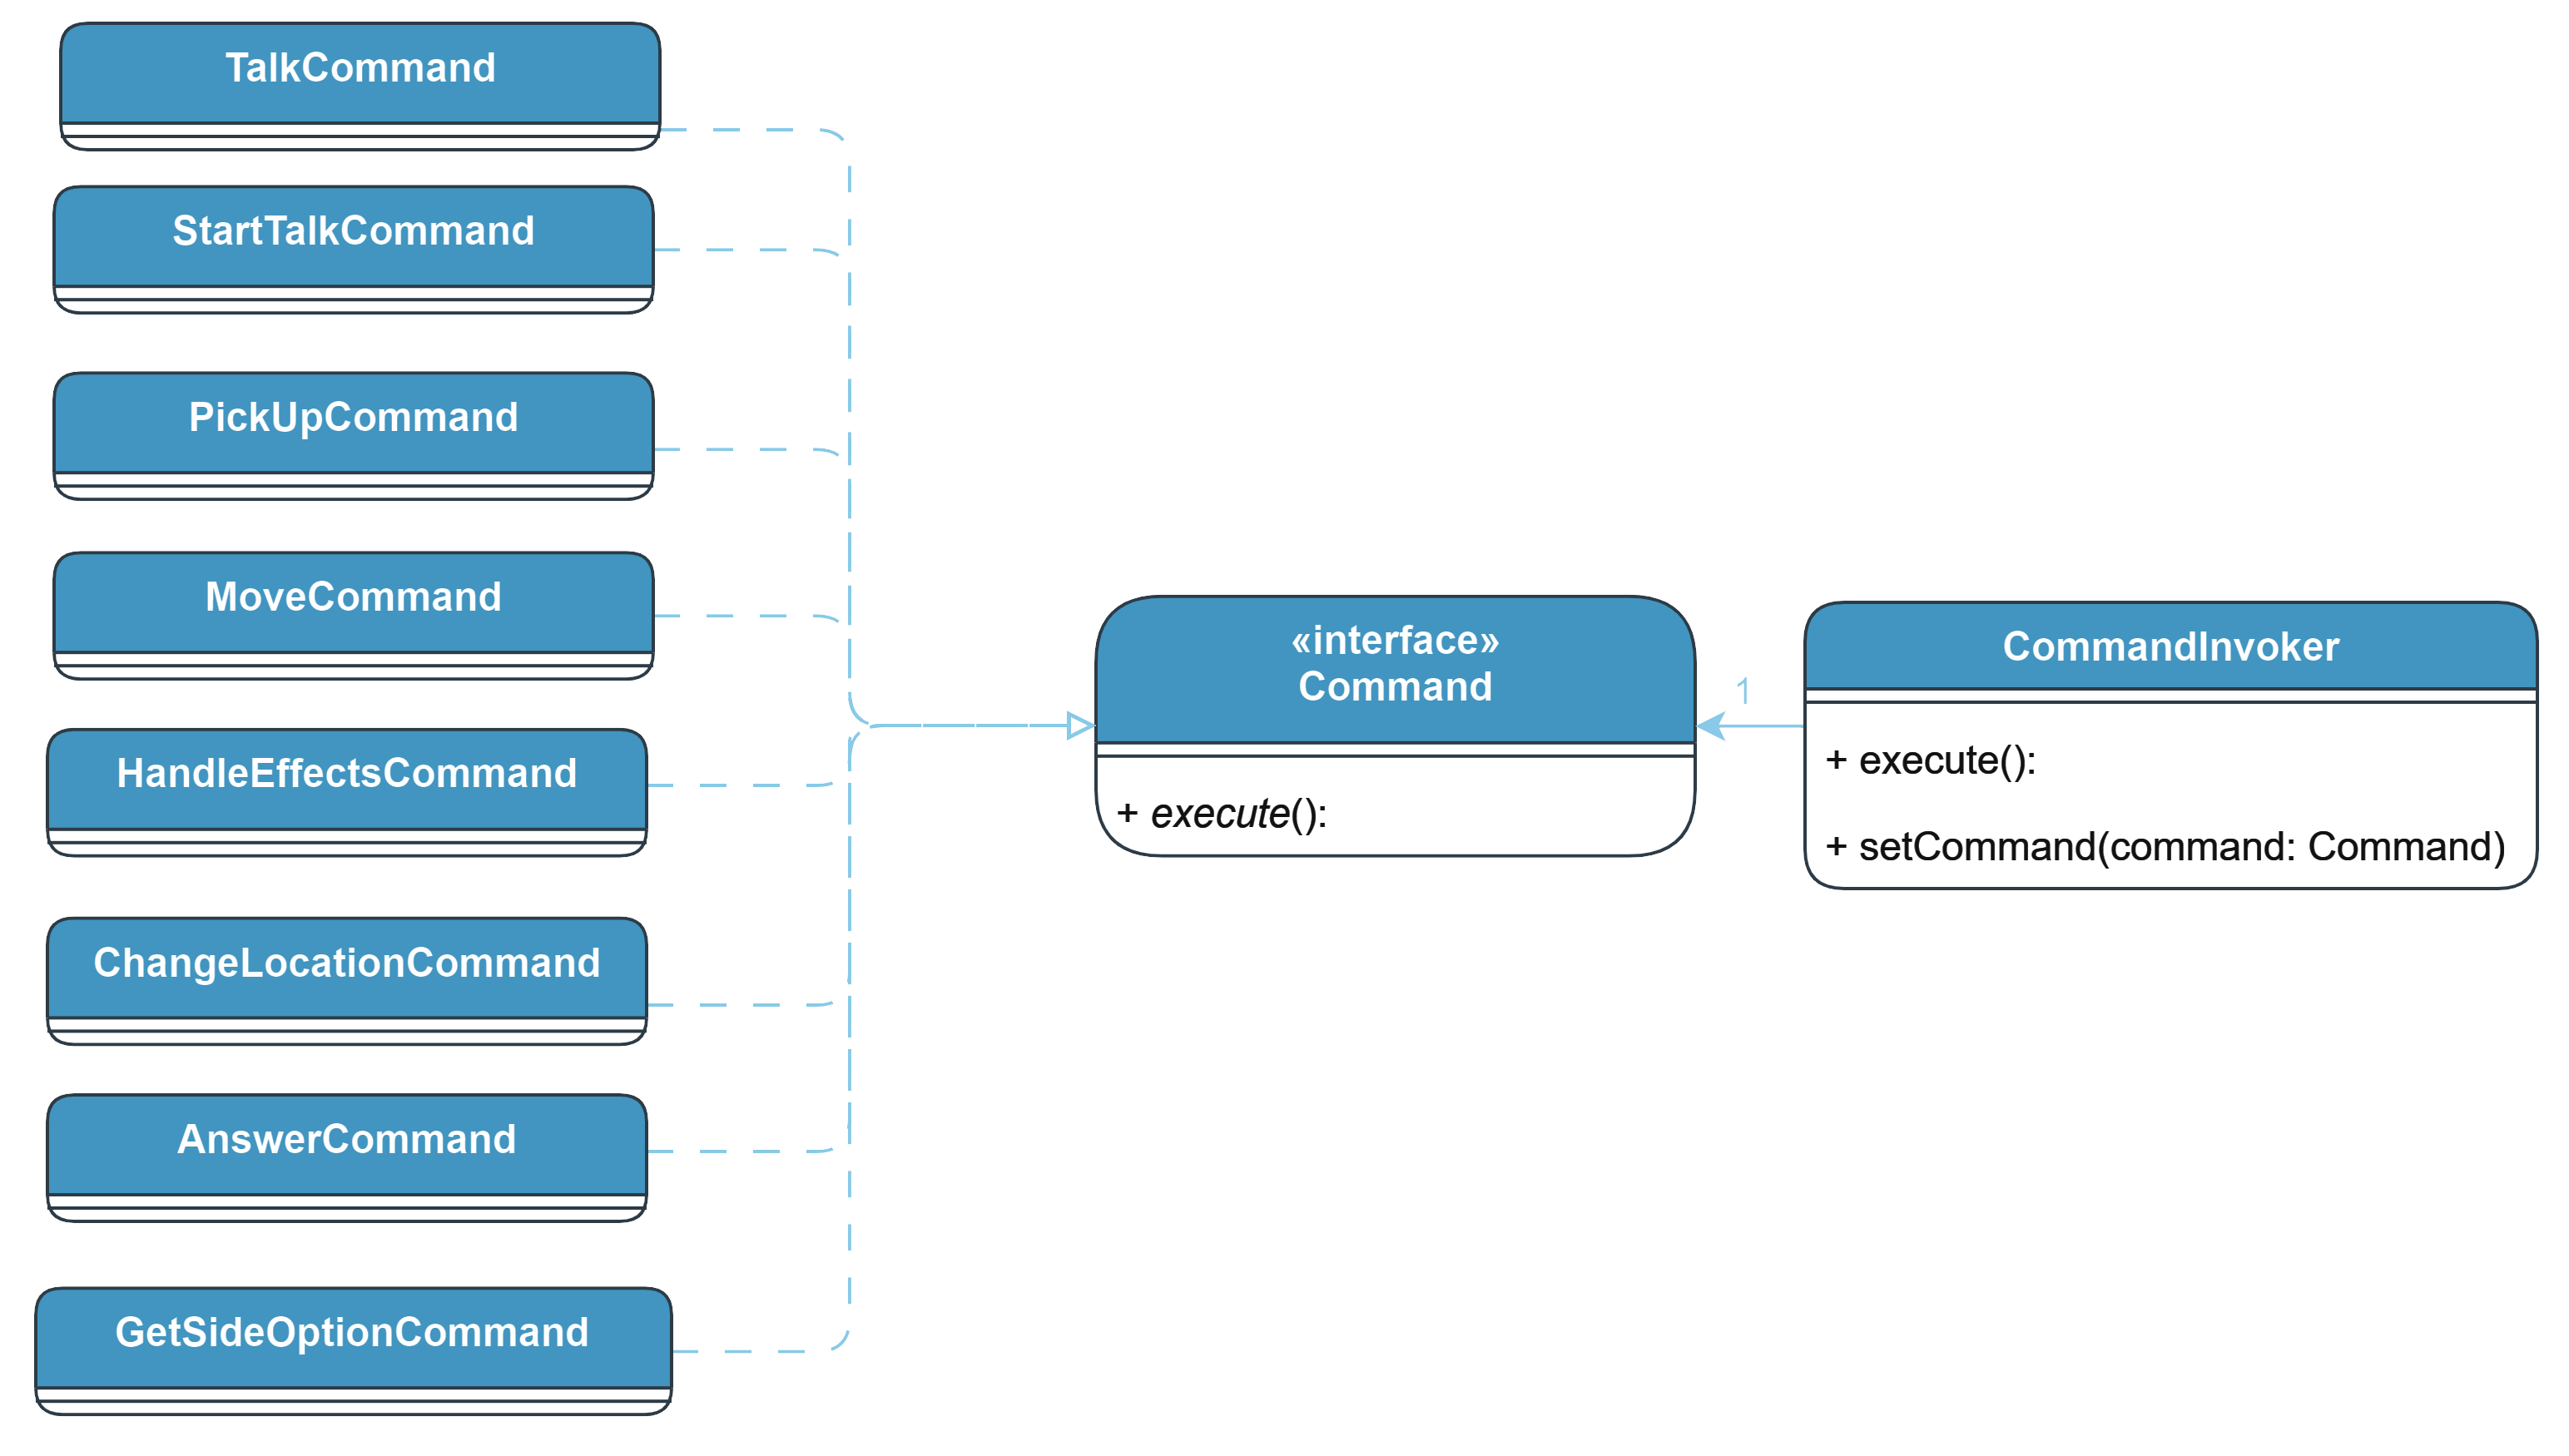 TalkCommand
StartTalkCommand
PickUpCommand
MoveCommand
HandleEffectsCommand
ChangeLocationCommand
AnswerCommand
GetSideOptionCommand
«interface»
Command
+ execute():
1
CommandInvoker
+ execute():
+ setCommand(command: Command)